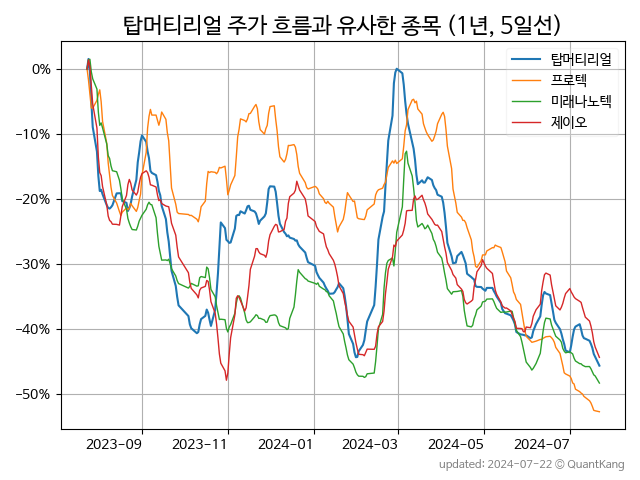 탑머티리얼 주가 흐름과 유사한 종목 (1년, 5일선)
탑머티리얼
프로텍
미래나노텍
제이오
0%
−10%
−20%
−30%
−40%
−50%
2023-09
2023-11
2024-01
2024-03
2024-05
2024-07
updated: 2024-07-22 © QuantKang